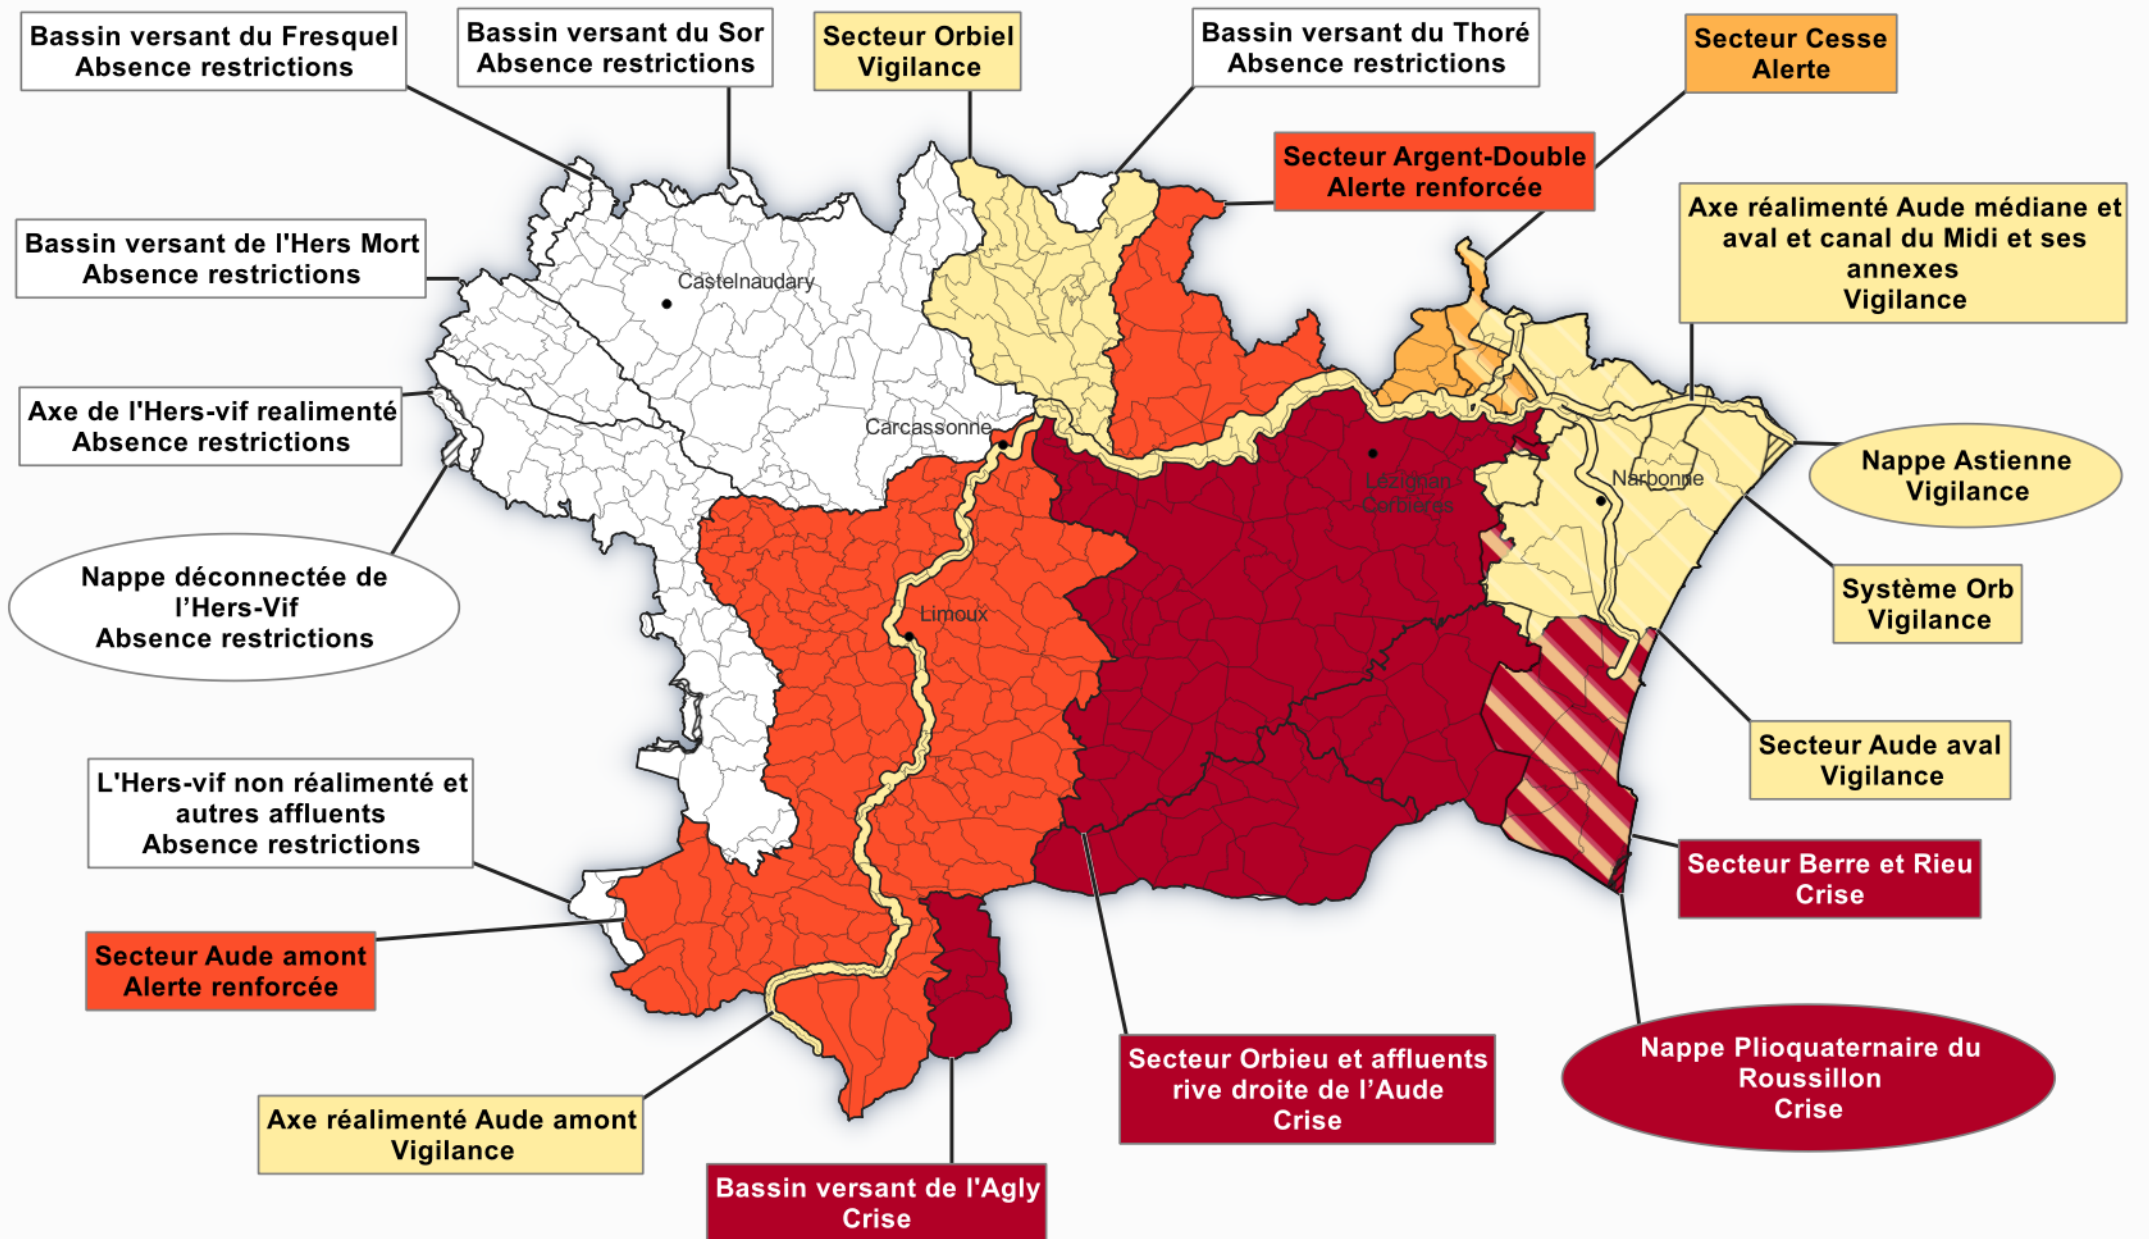 Bassin versant du Fresquel
Absence restrictions
Bassin versant du Sor
Absence restrictions
Secteur Orbiel
Vigilance
Bassin versant du Thoré
Absence restrictions
Secteur Cesse
Alerte
Secteur Argent-Double
Alerte renforcée
Axe réalimenté Aude médiane et
aval et canal du Midi et ses
annexes
Vigilance
Bassin versant de l'Hers Mort
Absence restrictions
Castelnaudary
Axe de l'Hers-vif realimenté
Absence restrictions
Carcassonne
Lézignan
Corbières
Narbonne
Nappe Astienne
Vigilance
Nappe déconnectée de
l’Hers-Vif
Absence restrictions
Limoux
Système Orb
Vigilance
Secteur Aude aval
Vigilance
L'Hers-vif non réalimenté et
autres affluents
Absence restrictions
Secteur Berre et Rieu
Crise
Secteur Aude amont
Alerte renforcée
Secteur Orbieu et affluents
rive droite de l’Aude
Crise
Nappe Plioquaternaire du
Roussillon
Crise
Axe réalimenté Aude amont
Vigilance
Bassin versant de l'Agly
Crise